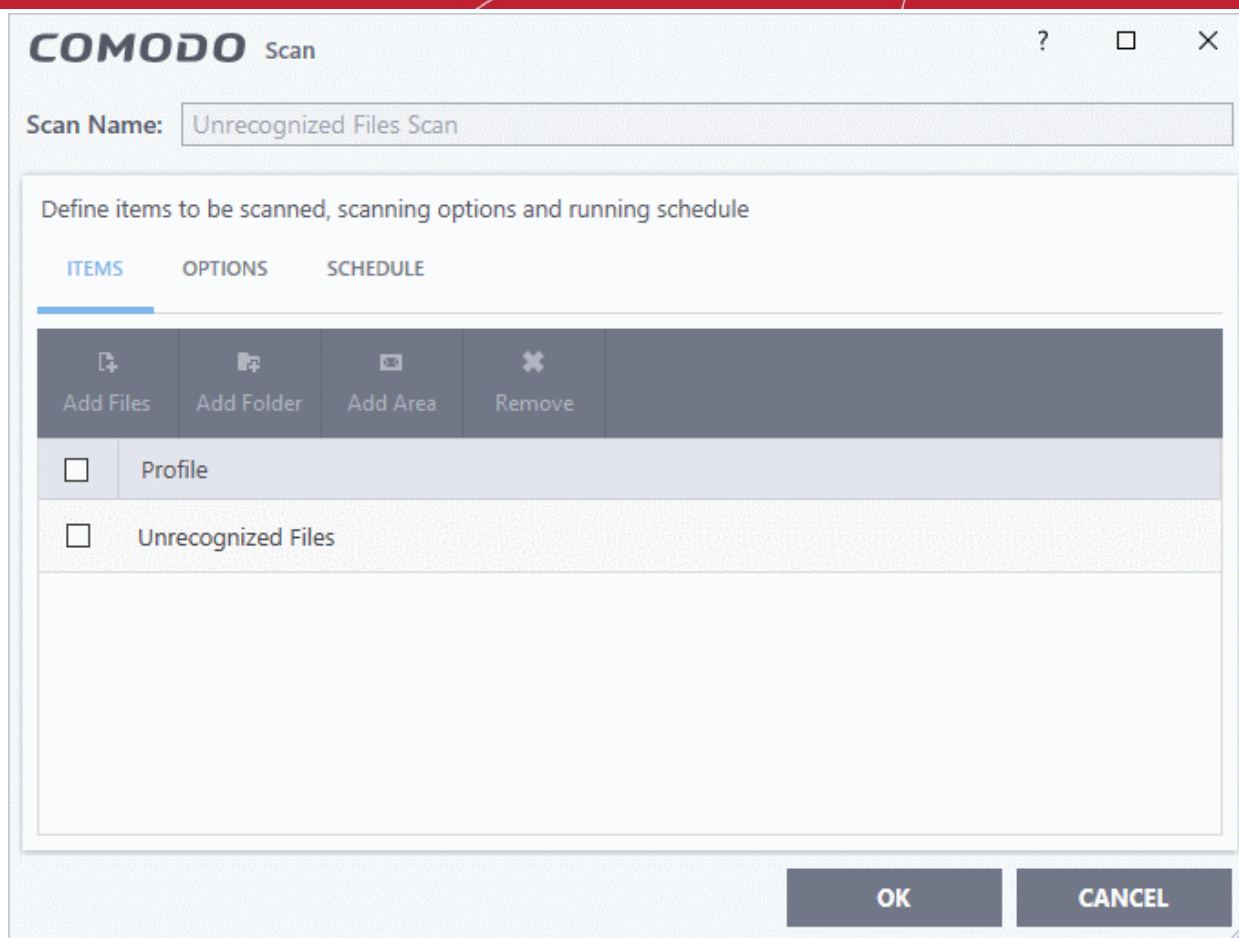 COMODO Scan ?
Scan Name: Unrecognized Files Scan
Define items to be scanned, scanning options and running schedule
ITEMS OPTIONS SCHEDULE
Add Files Add Folder Add Area Remove
Profile
Unrecognized Files
OK CANCEL